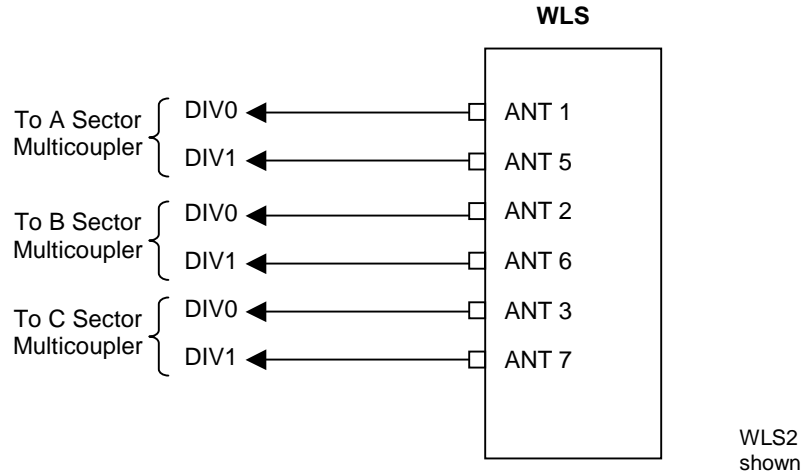 WLS
To A Sector
Multicoupler
DIV0
ANT 1
DIV1
ANT 5
To B Sector
Multicoupler
DIV0
ANT 2
DIV1
ANT 6
To C Sector
Multicoupler
DIV0
ANT 3
DIV1
ANT 7
WLS2
shown